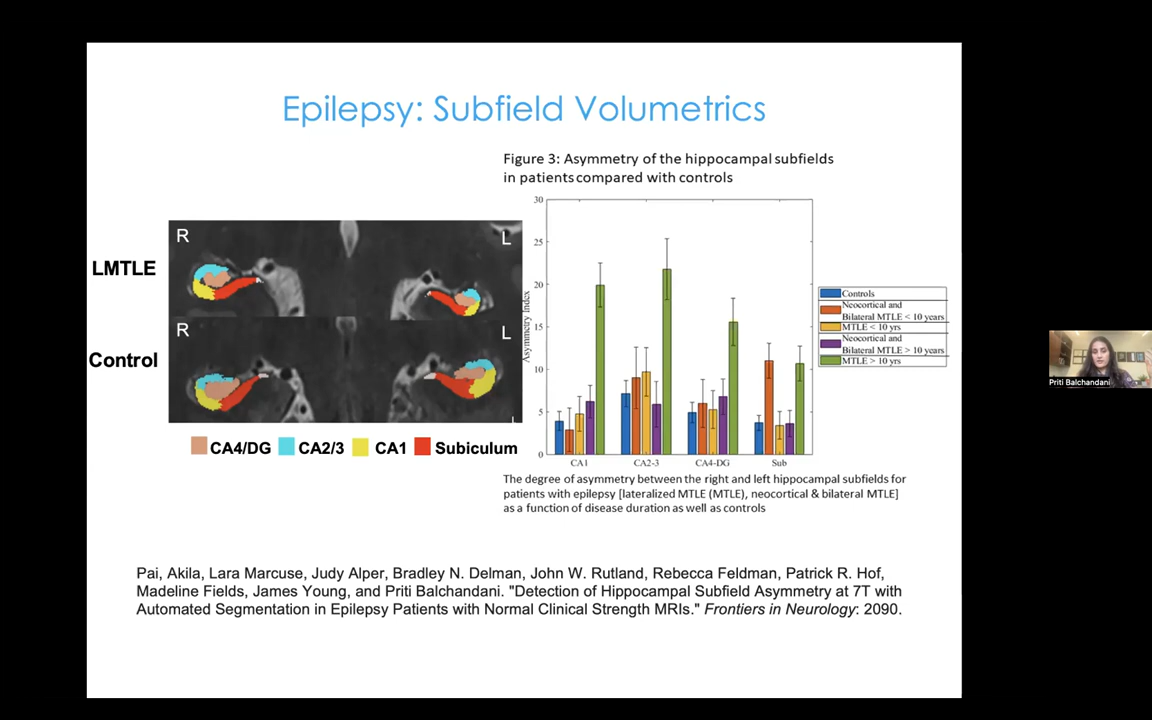 Epilepsy: Subfield Volumetrics
Figure 3: Asymmetry of the hippocampal subfields
in patients compared with controls
LMTLE
R
L
Control
R
L
L
CA4/DG
CA2/3
CA1
Subiculum
30
25
20
15
10
5
0
Asymmetry Index
CA1
CA2-3
CA4-DG
Sub
Controls
Neocortical and
Bilateral MTLE < 10 years
MTLE < 10 yrs
Neocortical and
Bilateral MTLE > 10 years
MTLE > 10 yrs
The degree of asymmetry between the right and left hippocampal subfields for
patients with epilepsy [lateralized MTLE (MTLE), neocortical & bilateral MTLE]
as a function of disease duration as well as controls
Pai, Akila, Lara Marcuse, Judy Alper, Bradley N. Delman, John W. Rutland, Rebecca Feldman, Patrick R. Hof,
Madeline Fields, James Young, and Priti Balchandani. "Detection of Hippocampal Subfield Asymmetry at 7T with
Automated Segmentation in Epilepsy Patients with Normal Clinical Strength MRIs." Frontiers in Neurology: 2090.
Priti Balchandani